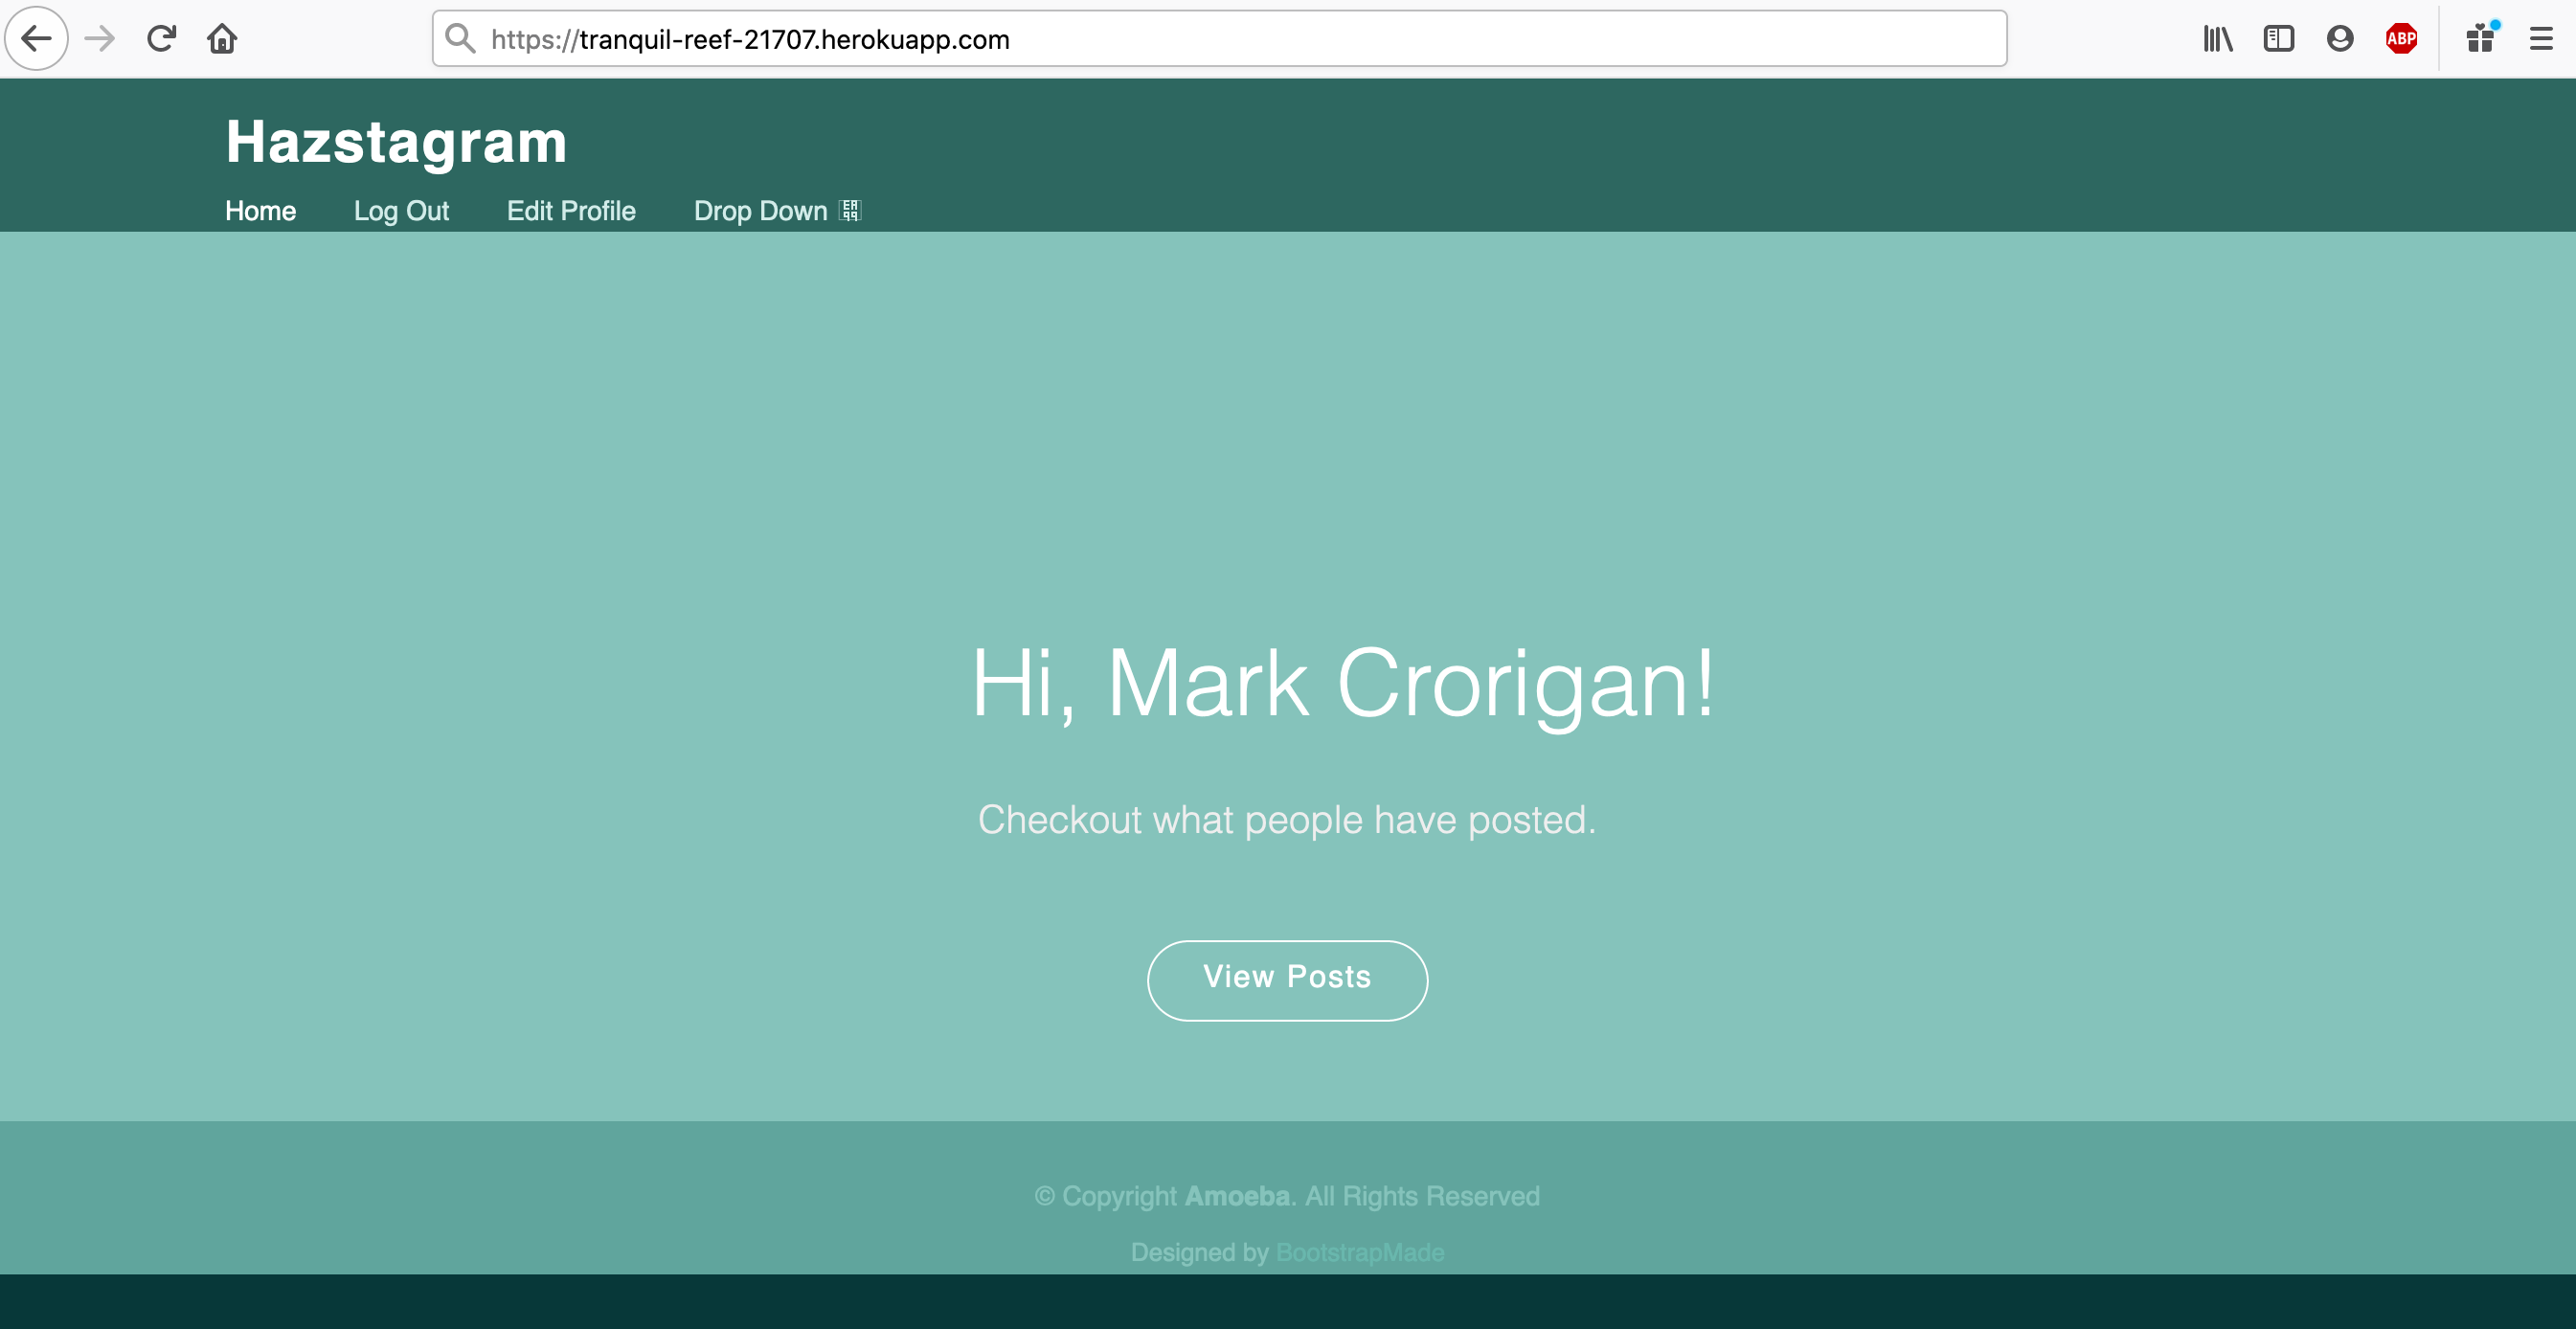 https://tranquil-reef-21707.herokuapp.com
ABP
Hazstagram
Home Log Out Edit Profile Drop Down
Hi, Mark Crorigan!
Checkout what people have posted.
View Posts
© Copyright Amoeba. All Rights Reserved
Designed by BootstrapMade